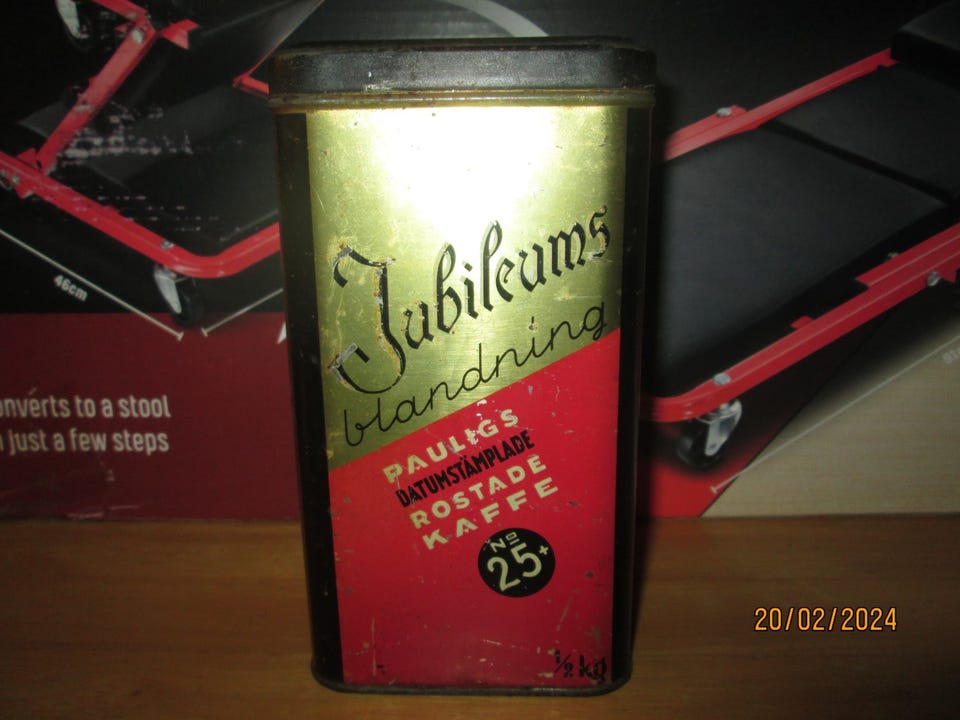 Jubileums
blandning
PAULIGS
DATUMSTÄMPLADE
ROSTADE
KAFFE
No
25+
1/2 kg
46cm
onverts to a stool
just a few steps
20/02/2024